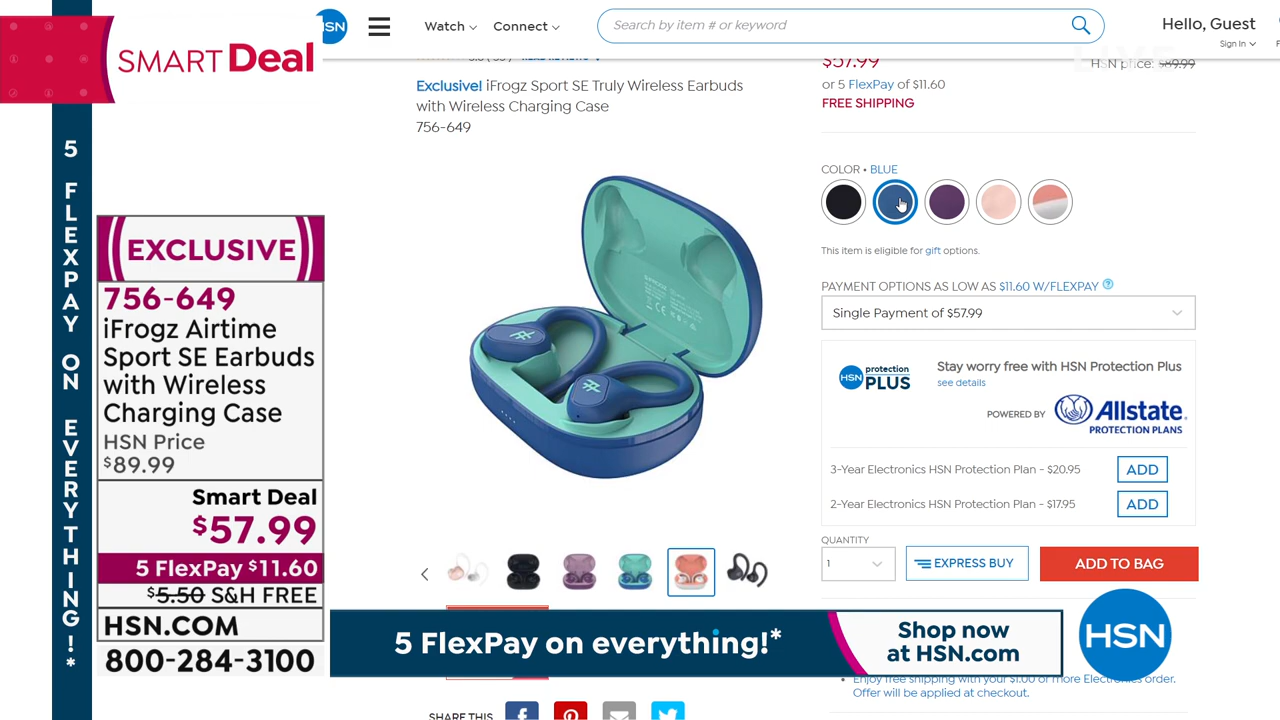 SMART Deal
5 FLEXPAY ON EVERYTHING!*
(EXCLUSIVE)
756-649
iFrogz Airtime
Sport SE Earbuds
with Wireless
Charging Case
HSN Price
$89.99
Smart Deal
$57.99
5 FlexPay $11.60
$5.50 S&H FREE
HSN.COM
800-284-3100
HSN
Watch
Connect
Search by item # or keyword
Hello, Guest
Sign In
LIVE
Exclusive! iFrogz Sport SE Truly Wireless Earbuds
with Wireless Charging Case
756-649
$57.99
HSN price: $89.99
or 5 FlexPay of $11.60
FREE SHIPPING
COLOR • BLUE
This item is eligible for gift options.
PAYMENT OPTIONS AS LOW AS $11.60 W/FLEXPAY ?
Single Payment of $57.99
HSN protection PLUS
Stay worry free with HSN Protection Plus
see details
POWERED BY Allstate
PROTECTION PLANS
3-Year Electronics HSN Protection Plan - $20.95 ADD
2-Year Electronics HSN Protection Plan - $17.95 ADD
QUANTITY
1
EXPRESS BUY
ADD TO BAG
5 FlexPay on everything!*
Shop now
at HSN.com
HSN
Enjoy free shipping with your $1.00 or more Electronics order.
Offer will be applied at checkout.
SHARE THIS